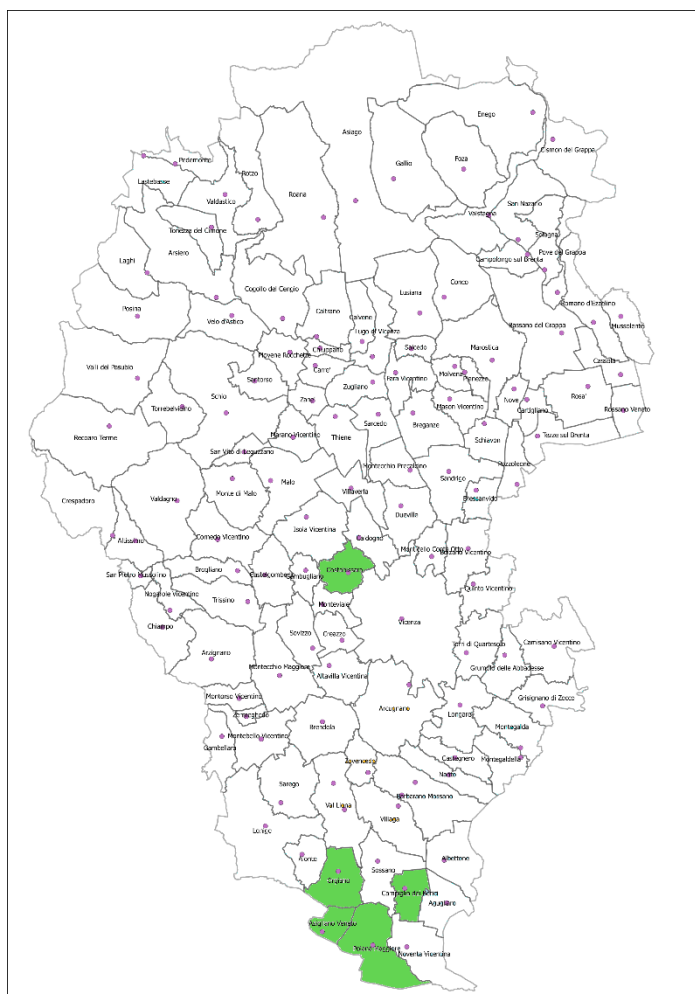 Enego
Asiago
Cismon del Grappa
Gallio
Foza
Pedemonte
Lastebasse
Rotzo
Roana
Valdastico
San Nazario
Valstagna
Tonezza del Cimone
Solagna
Arsiero
Pove del Grappa
Laghi
Campolongo sul Brenta
Cogollo del Cengio
Conco
Lusiana
Romano d'Ezzelino
Posina
Caltrano
Calvene
Velo d'Astico
Mussolente
Lugo di Vicenza
Bassano del Grappa
Chiuppano
Salcedo
Marostica
Piovene Rocchette
Cassola
Valli del Pasubio
Carre'
Molvena
Fara Vicentino
Pianezze
Santorso
Zugliano
Rosa'
Schio
Nove
Mason Vicentino
Zane'
Torrebelvicino
Rossano Veneto
Cartigliano
Sarcedo
Breganze
Thiene
Recoaro Terme
Tezze sul Brenta
Marano Vicentino
Schiavon
San Vito di Leguzzano
Pozzoleone
Montecchio Precalcino
Sandrigo
Malo
Villaverla
Monte di Malo
Crespadoro
Valdagno
Bressanvido
Dueville
Isola Vicentina
Cornedo Vicentino
Caldogno
Altissimo
Monticello Conte Otto
Bolzano Vicentino
Brogliano
Costabissara
San Pietro Mussolino
Castelgomberto
Gambugliano
Quinto Vicentino
Nogarole Vicentino
Trissino
Monteviale
Vicenza
Chiampo
Sovizzo
Creazzo
Camisano Vicentino
Arzignano
Torri di Quartesolo
Montecchio Maggiore
Grumolo delle Abbadesse
Altavilla Vicentina
Montorso Vicentino
Grisignano di Zocco
Arcugnano
Longare
Zermeghedo
Brendola
Montegalda
Montebello Vicentino
Gambellara
Castegnero
Montegaldella
Zovencedo
Nanto
Sarego
Barbarano Mossano
Val Liona
Villaga
Lonigo
Albettone
Alonte
Sossano
Orgiano
Campiglia dei Berici
Agugliaro
Asigliano Veneto
Pojana Maggiore
Noventa Vicentina